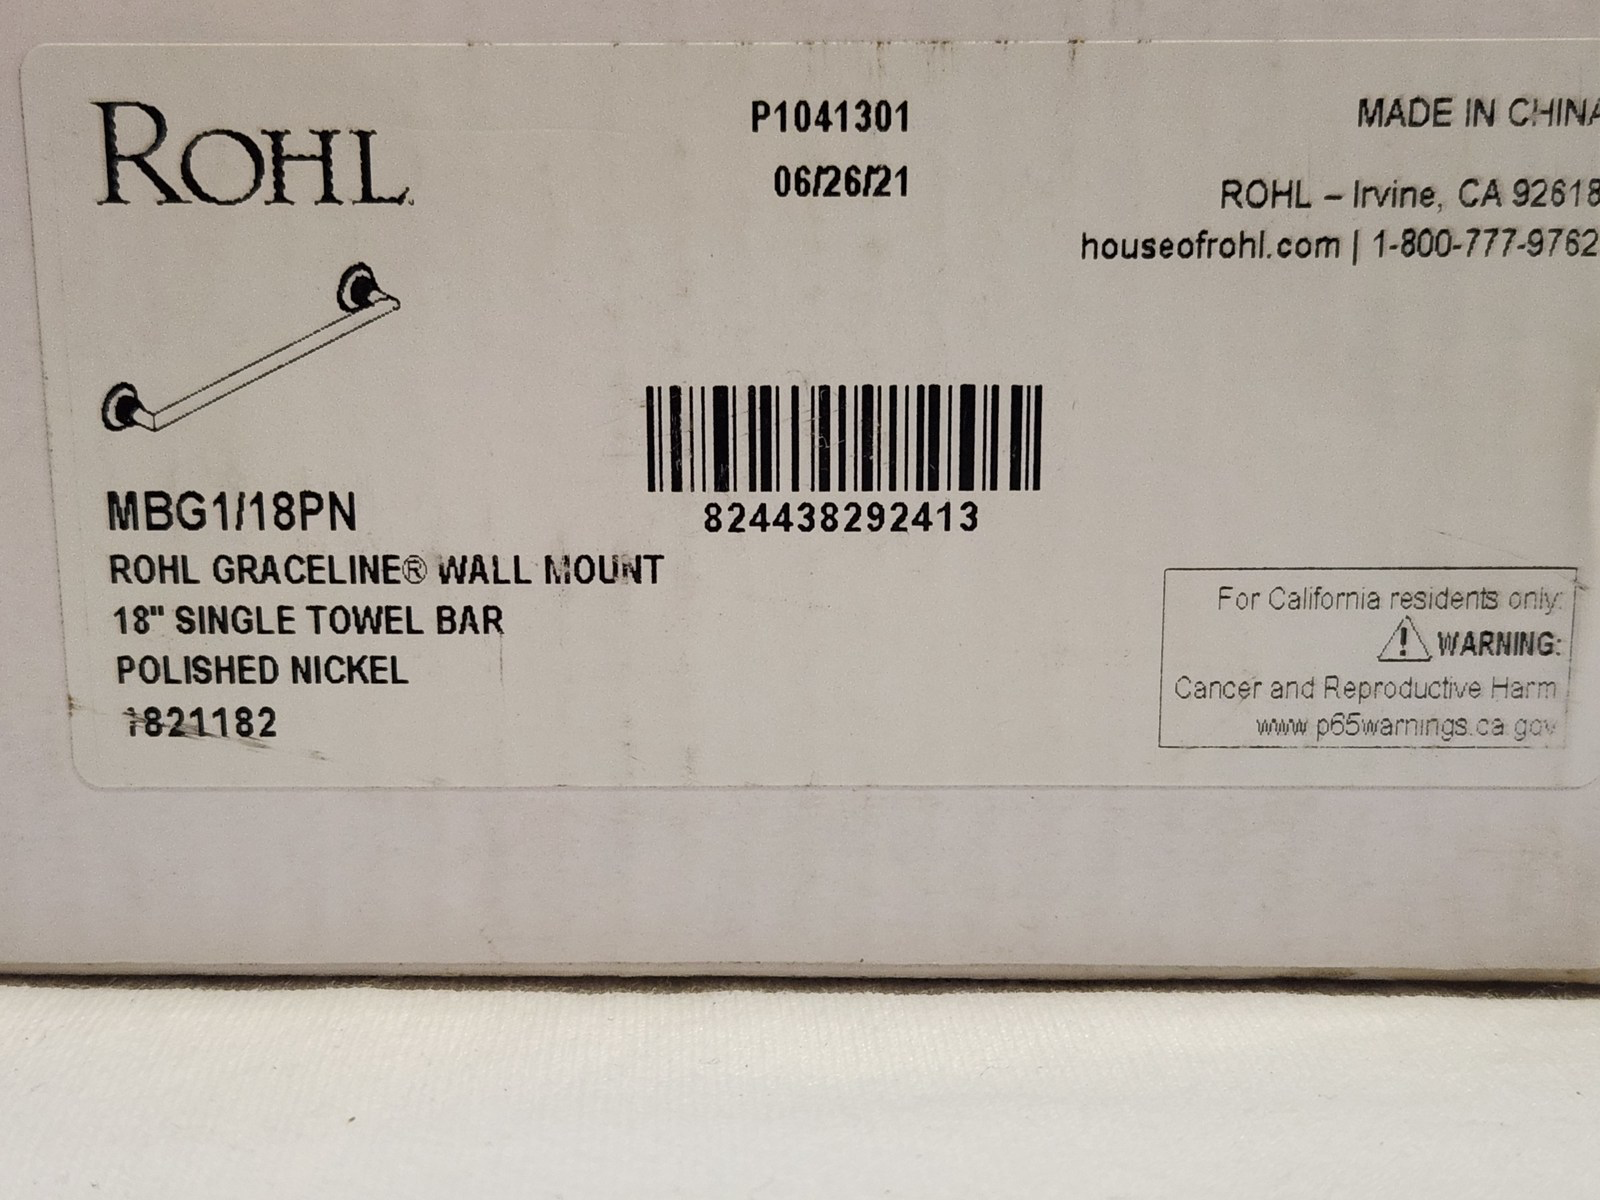 ROHL
P1041301
06/26/21
MADE IN CHINA
ROHL – Irvine, CA 92618
houseofrohl.com | 1-800-777-9762
824438292413
MBG1/18PN
ROHL GRACELINE® WALL MOUNT
18" SINGLE TOWEL BAR
POLISHED NICKEL
1821182
For California residents only:
WARNING:
Cancer and Reproductive Harm
www.p65warnings.ca.gov